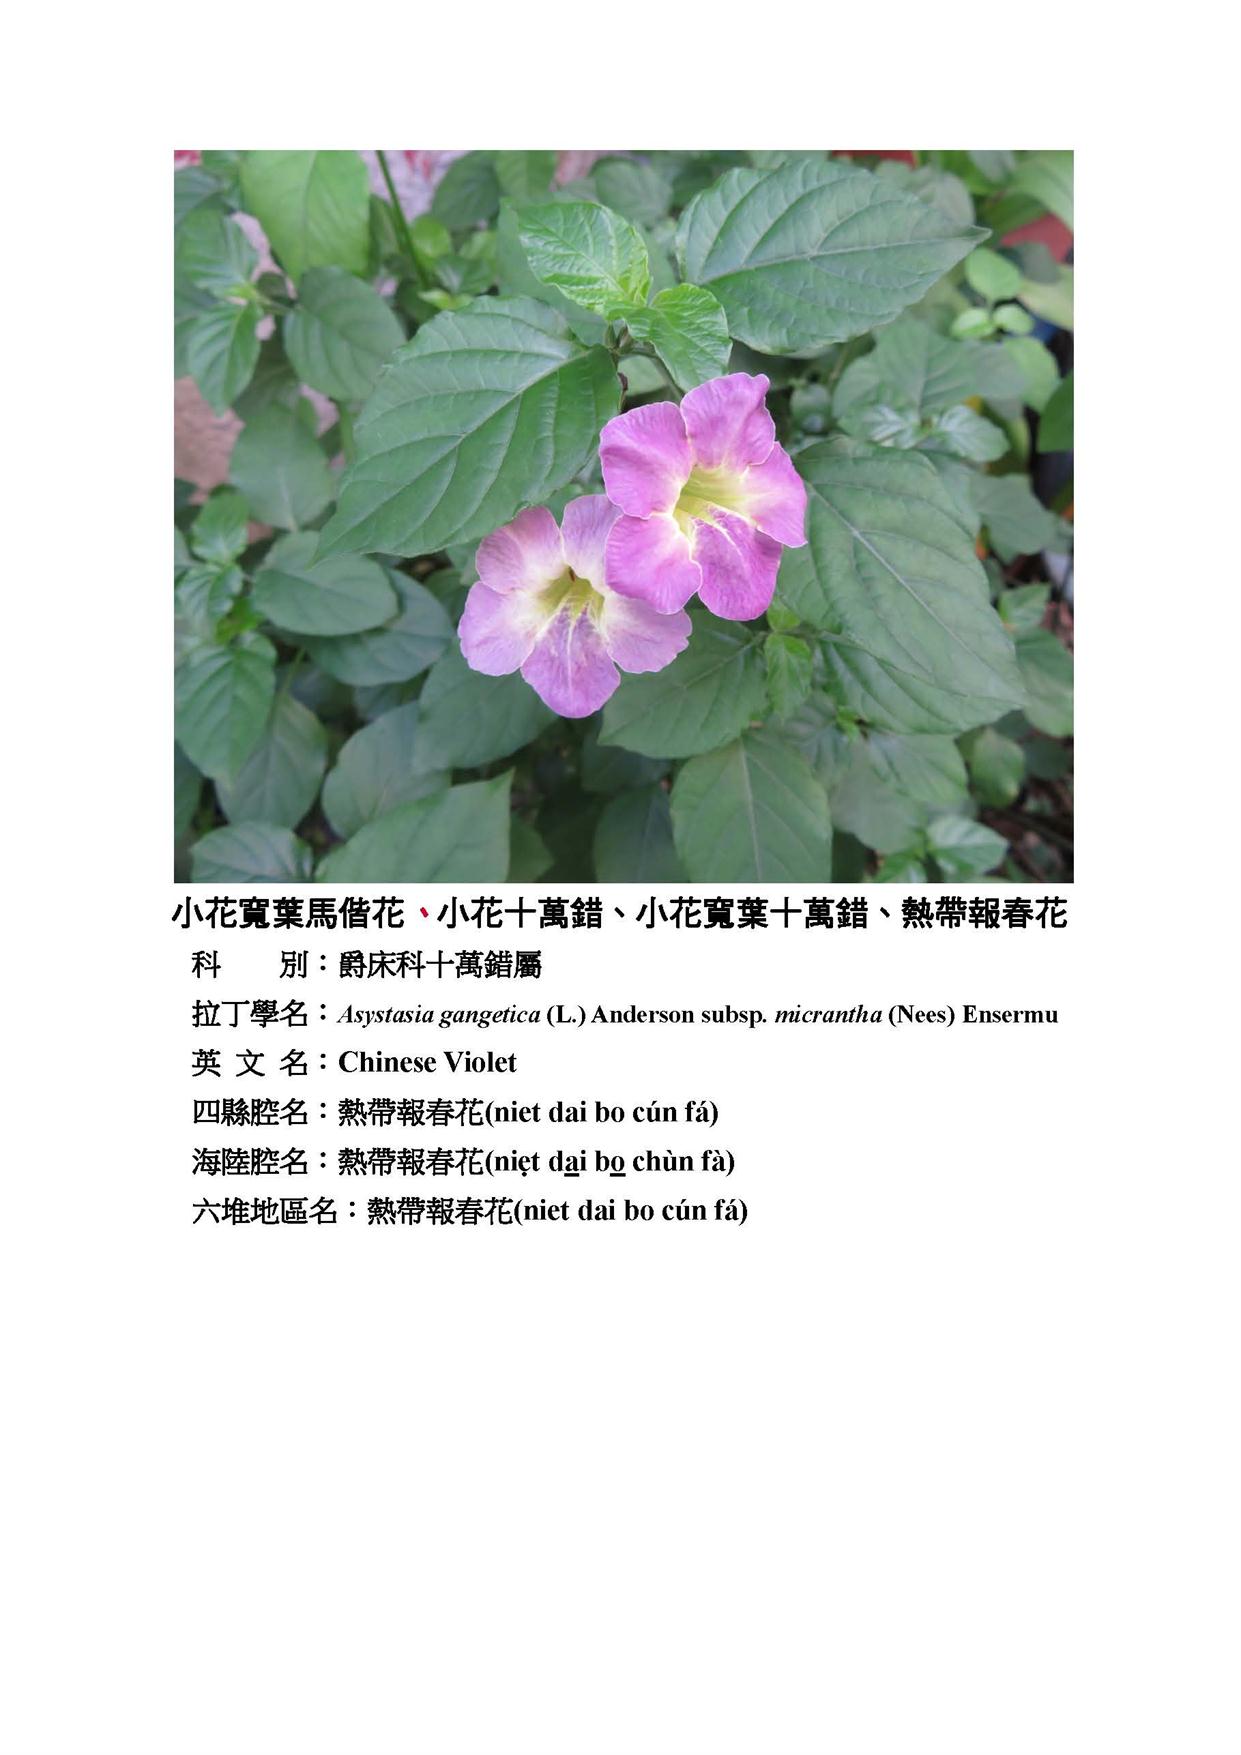 小花寬葉馬偕花、小花十萬錯、小花寬葉十萬錯、熱帶報春花
科　　別：爵床科十萬錯屬
拉丁學名：Asystasia gangetica (L.) Anderson subsp. micrantha (Nees) Ensermu
英 文 名：Chinese Violet
四縣腔名：熱帶報春花(niet dai bo cún fá)
海陸腔名：熱帶報春花(niẹt da̲i bo̲ chùn fà)
六堆地區名：熱帶報春花(niet dai bo cún fá)